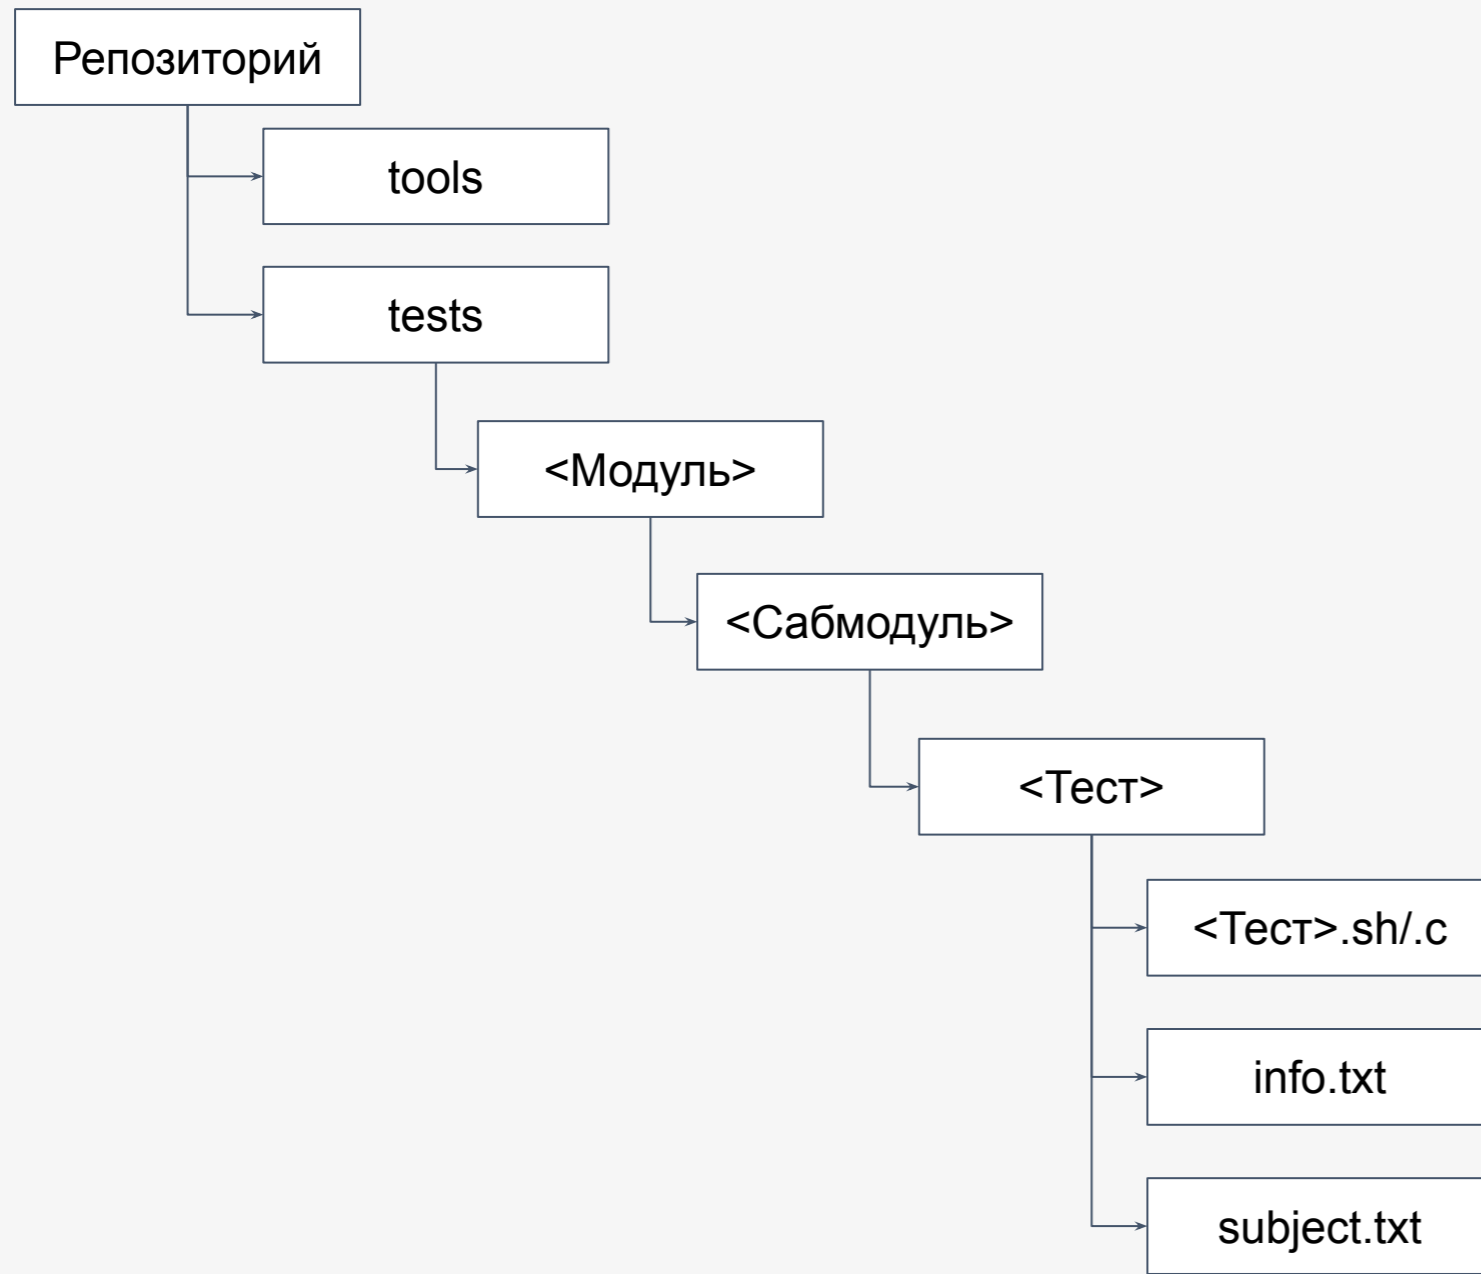 Репозиторий
tools
tests
<Модуль>
<Сабмодуль>
<Тест>
<Тест>.sh/.c
info.txt
subject.txt